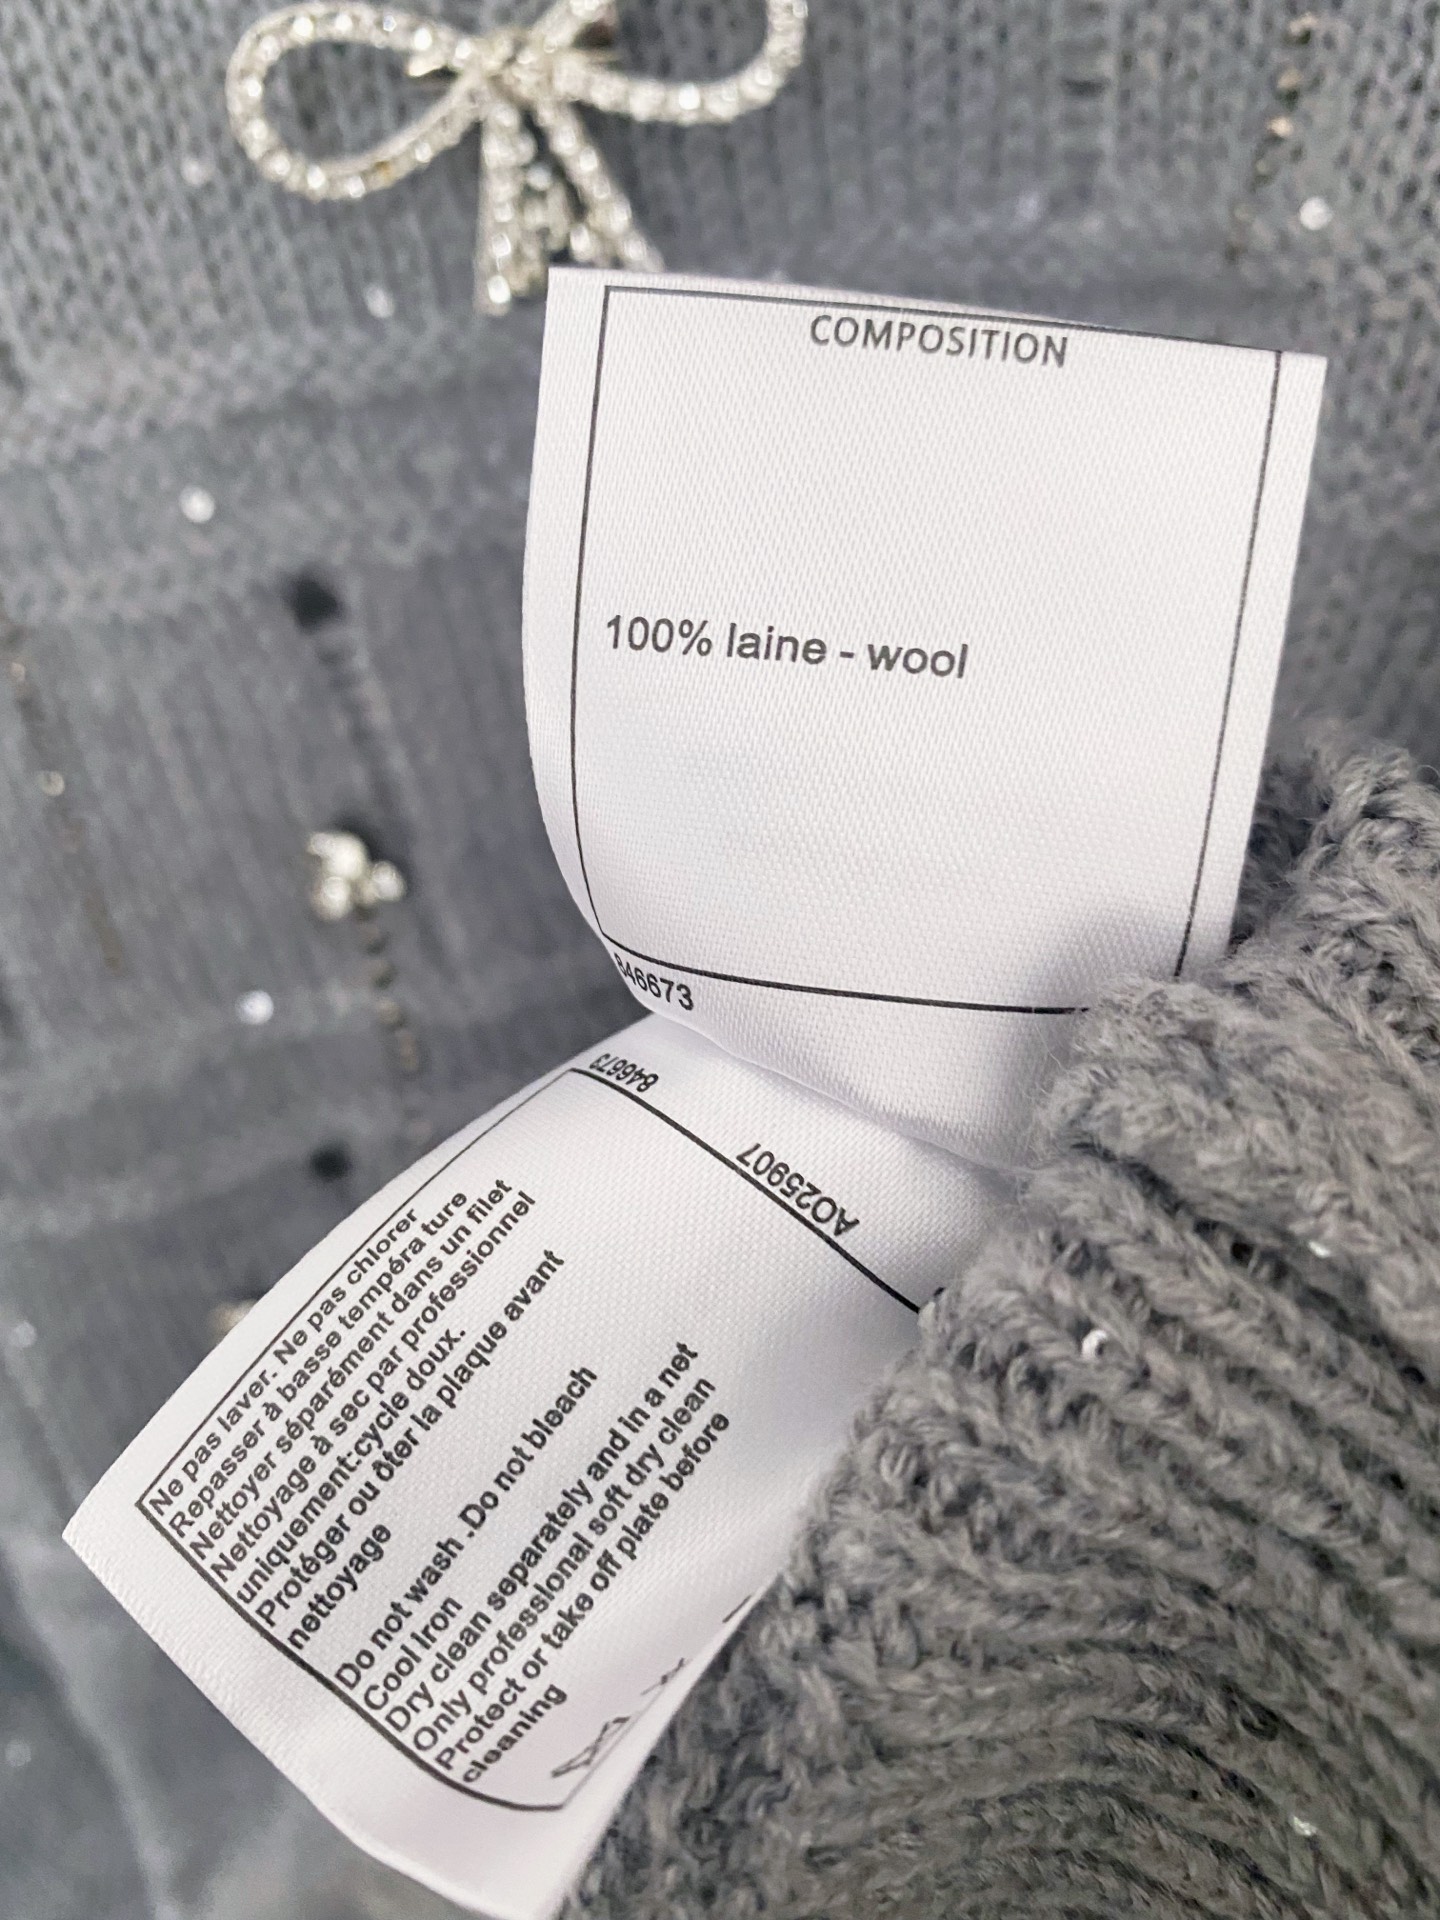 COMPOSITION
100% laine - wool
846673
846673
AO25907
Ne pas laver. Ne pas chlorer
Repasser à basse tempéra ture
Nettoyer séparément dans un filet
Nettoyage à sec par professionnel
uniquement:cycle doux.
Protéger ou ôter la plaque avant
nettoyage
Do not wash .Do not bleach
Cool Iron
Dry clean separately and in a net
Only professional soft dry clean
Protect or take off plate before
cleaning